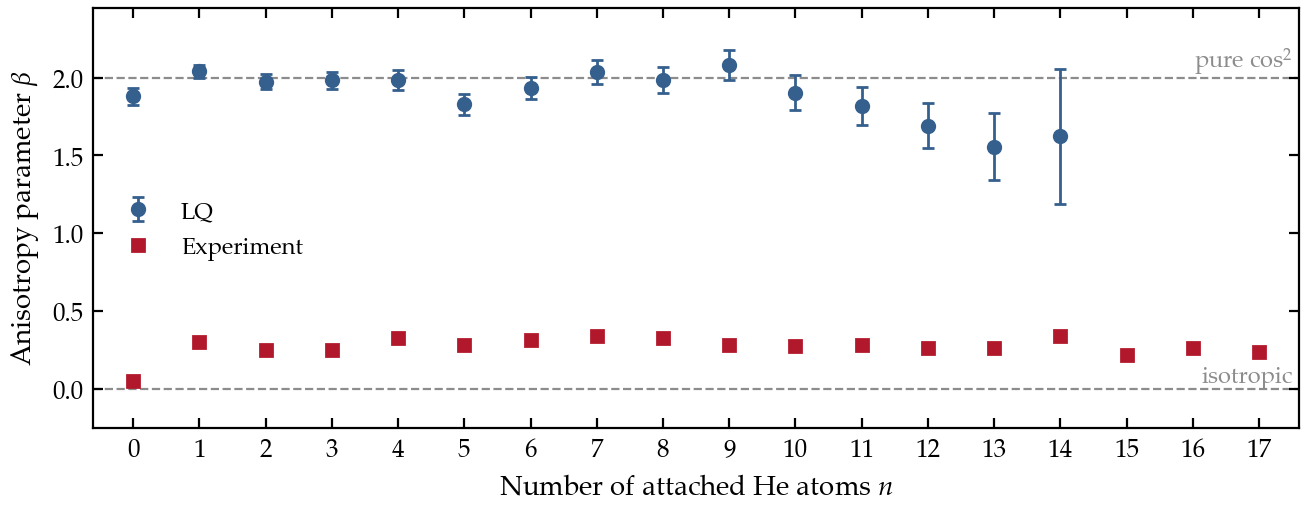 Anisotropy parameter β
2.0
1.5
1.0
0.5
0.0
pure cos²
LQ
Experiment
isotropic
0 1 2 3 4 5 6 7 8 9 10 11 12 13 14 15 16 17
Number of attached He atoms n